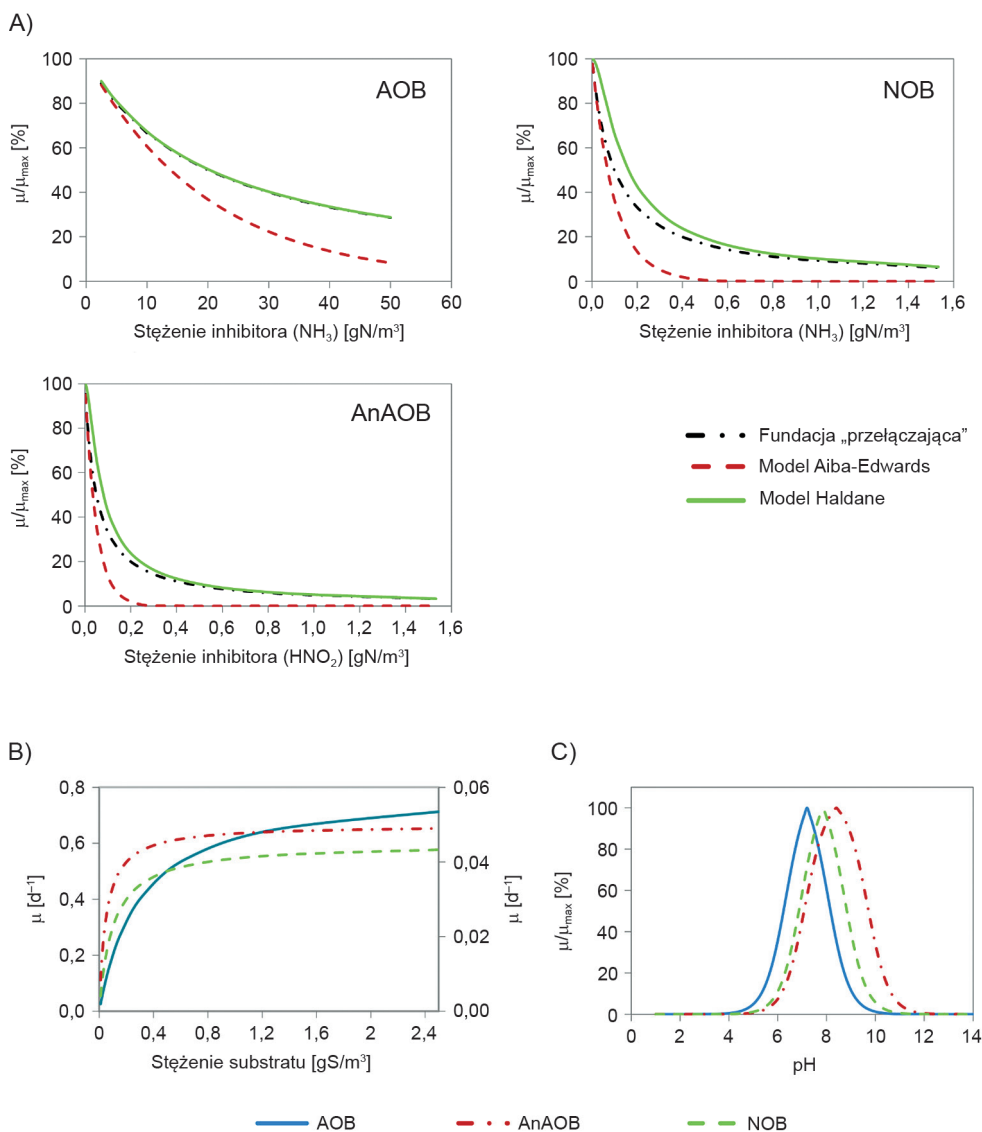 A)
AOB
100
80
60
40
20
0
μ/μmax [%]
0 10 20 30 40 50 60
Stężenie inhibitora (NH₃) [gN/m³]
NOB
100
80
60
40
20
0
μ/μmax [%]
0,0 0,2 0,4 0,6 0,8 1,0 1,2 1,4 1,6
Stężenie inhibitora (NH₃) [gN/m³]
AnAOB
100
80
60
40
20
0
μ/μmax [%]
0,0 0,2 0,4 0,6 0,8 1,0 1,2 1,4 1,6
Stężenie inhibitora (HNO₂) [gN/m³]
Fundacja „przełączająca”
Model Aiba-Edwards
Model Haldane
B)
0,8
0,6
0,4
0,2
0,0
μ [d⁻¹]
0,06
0,04
0,02
0,00
μ [d⁻¹]
0 0,4 0,8 1,2 1,6 2 2,4
Stężenie substratu [gS/m³]
C)
100
80
60
40
20
0
μ/μmax [%]
0 2 4 6 8 10 12 14
pH
AOB AnAOB NOB